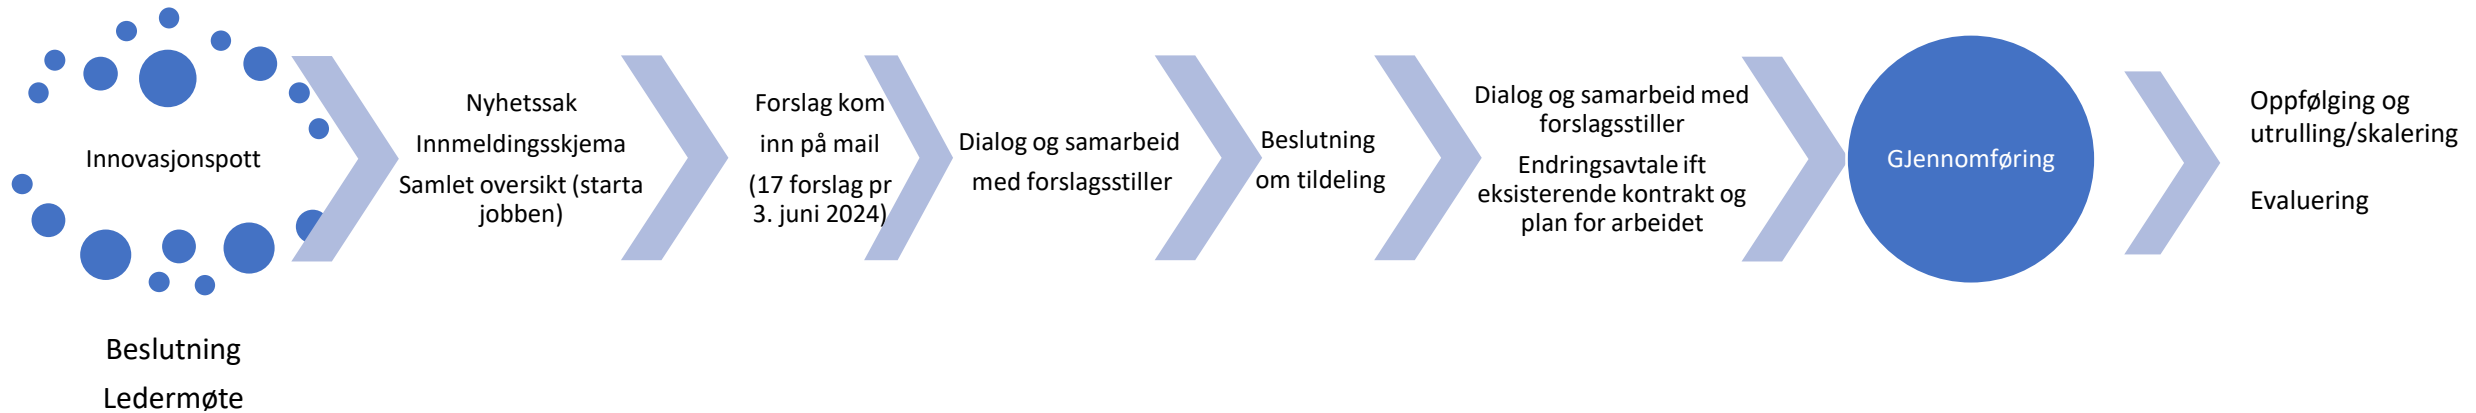 Innovasjonspott
Beslutning
Ledermøte
Nyhetssak
Innmeldingsskjema
Samlet oversikt (starta
jobben)
Forslag kom
inn på mail
(17 forslag pr
3. juni 2024)
Dialog og samarbeid
med forslagsstiller
Beslutning
om tildeling
Dialog og samarbeid med
forslagsstiller
Endringsavtale ift
eksisterende kontrakt og
plan for arbeidet
GJennomføring
Oppfølging og
utrulling/skalering
Evaluering